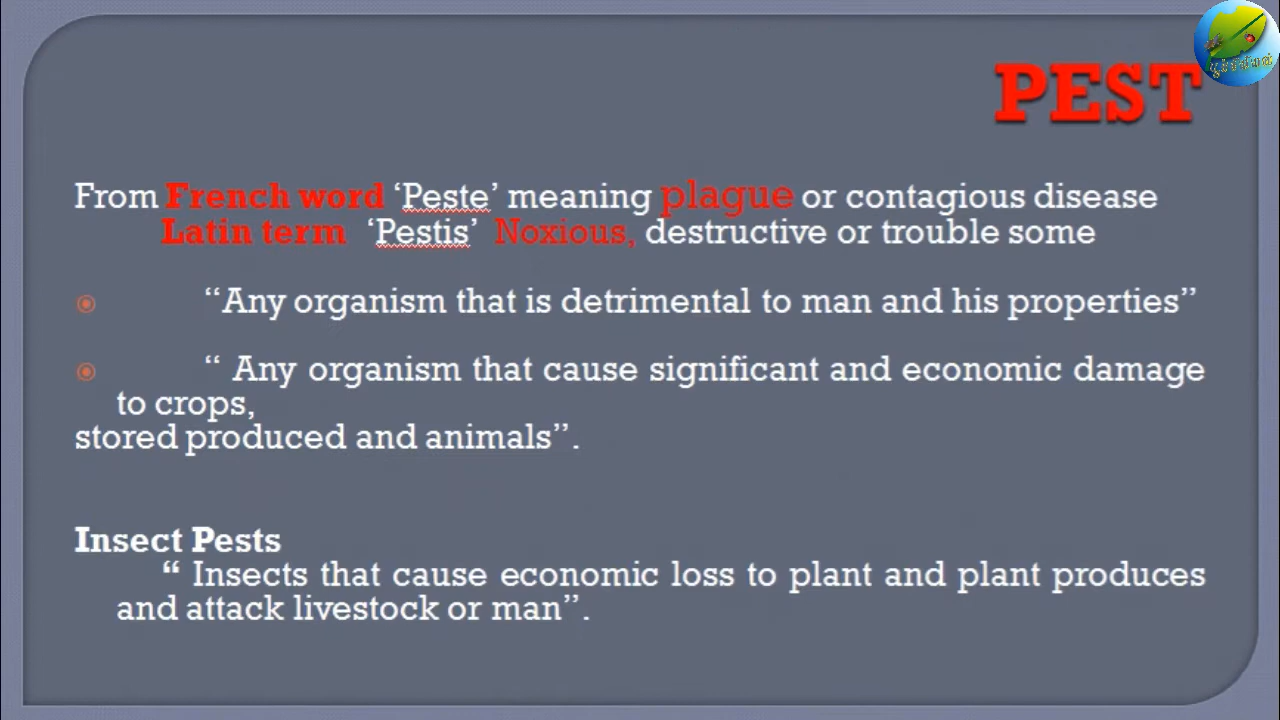 PEST
From French word ‘Peste’ meaning plague or contagious disease
Latin term ‘Pestis’ Noxious, destructive or trouble some
“Any organism that is detrimental to man and his properties”
“ Any organism that cause significant and economic damage
to crops,
stored produced and animals”.
Insect Pests
“ Insects that cause economic loss to plant and plant produces
and attack livestock or man”.